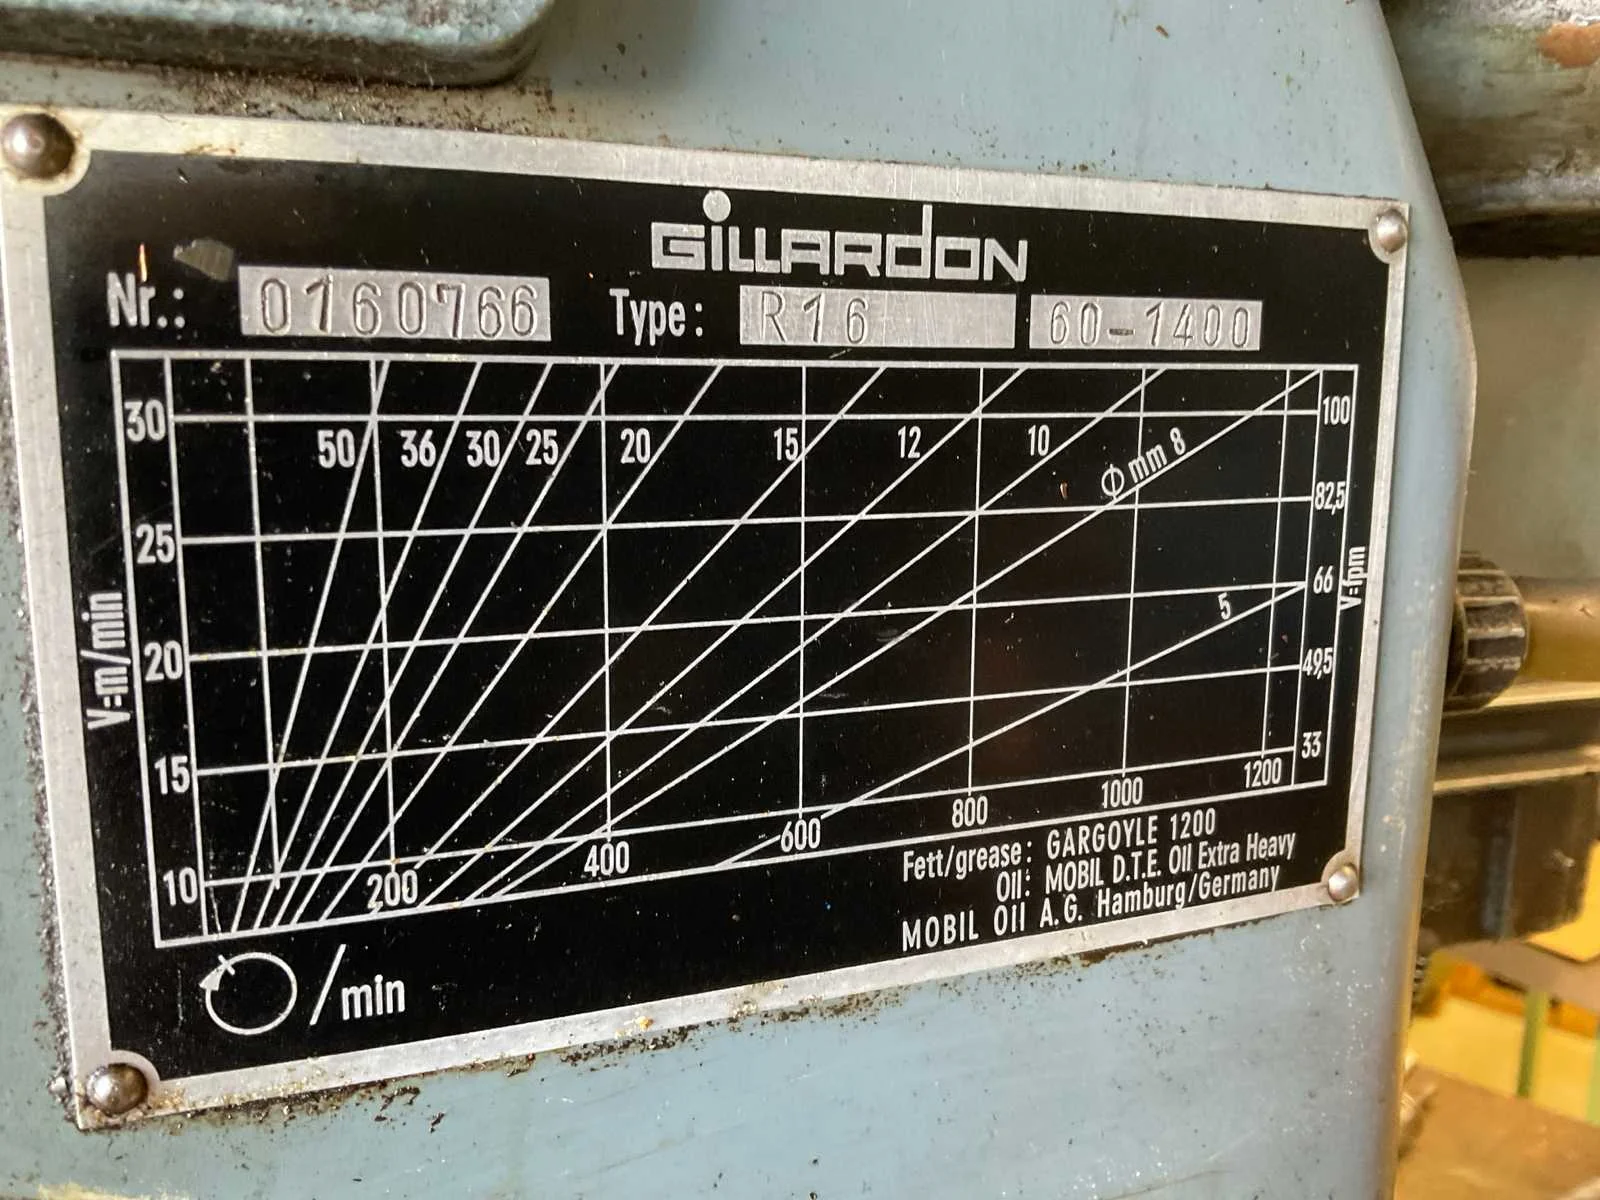 GILLARDON
Nr.: 0160766 Type: R16 60-1400
30 100
50 36 30 25 20 15 12 10 Ø mm 8
25 82,5
66
5
20 49,5
15 33
10 200 400 600 800 1000 1200
V=m/min
V=fpm
Fett/grease: GARGOYLE 1200
Oil: MOBIL D.T.E. Oil Extra Heavy
MOBIL Oil A.G. Hamburg/Germany
/min